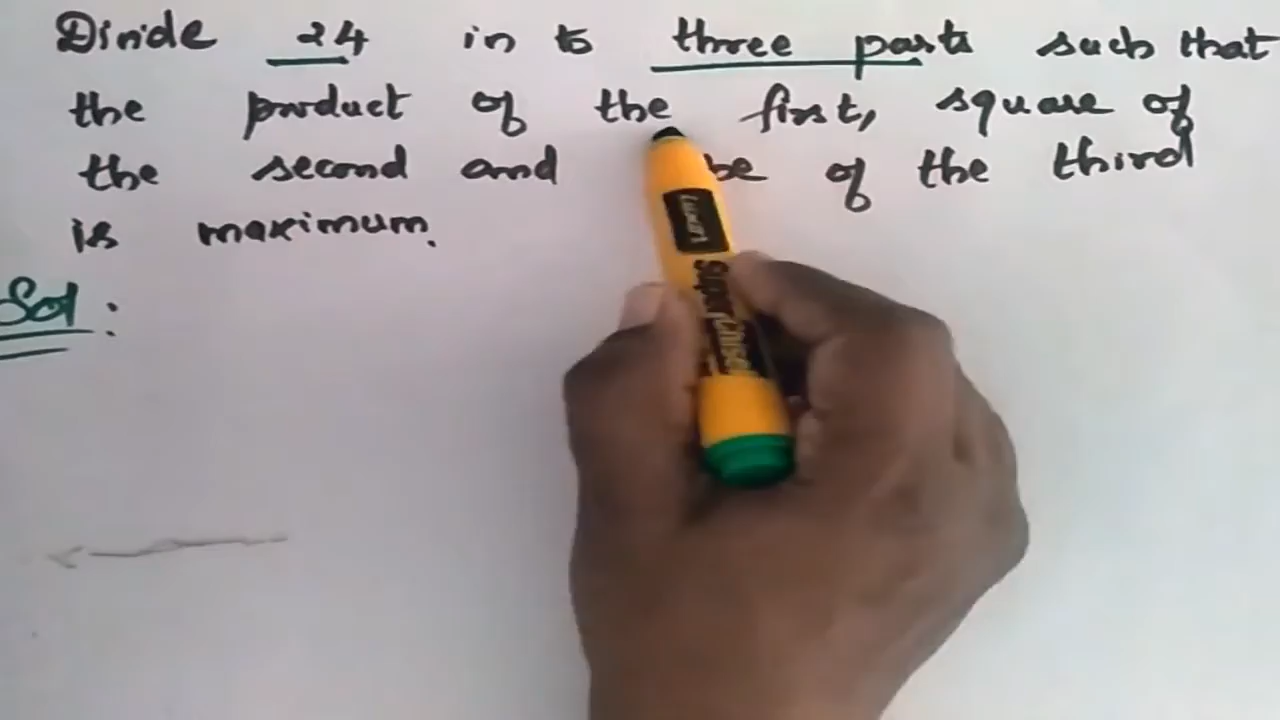 Divide 24 in to three parts such that
the product of the first, square of
the second and be of the third
is maximum.
Sol :
LUXOR